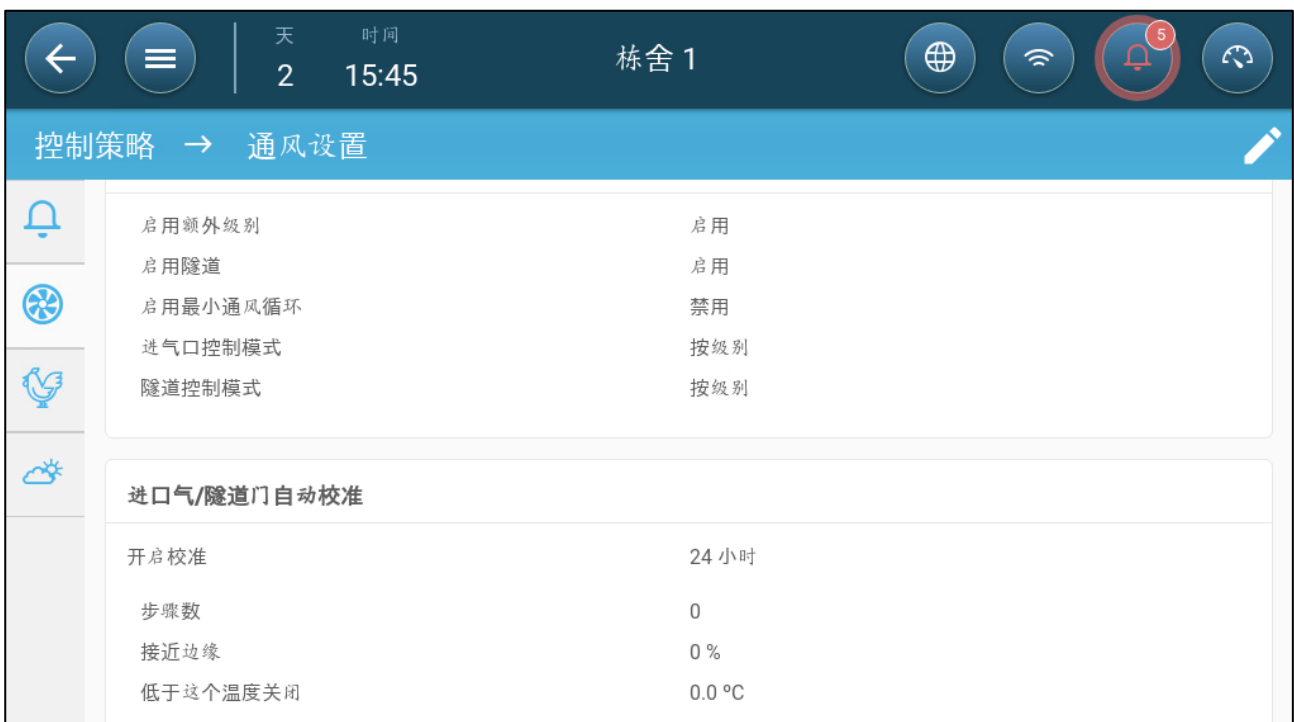 天 时间
2 15:45
栋舍 1
5
控制策略 → 通风设置
启用额外级别 启用
启用隧道 启用
启用最小通风循环 禁用
进气口控制模式 按级别
隧道控制模式 按级别
进口气/隧道门自动校准
开启校准 24 小时
步骤数 0
接近边缘 0 %
低于这个温度关闭 0.0 ºC